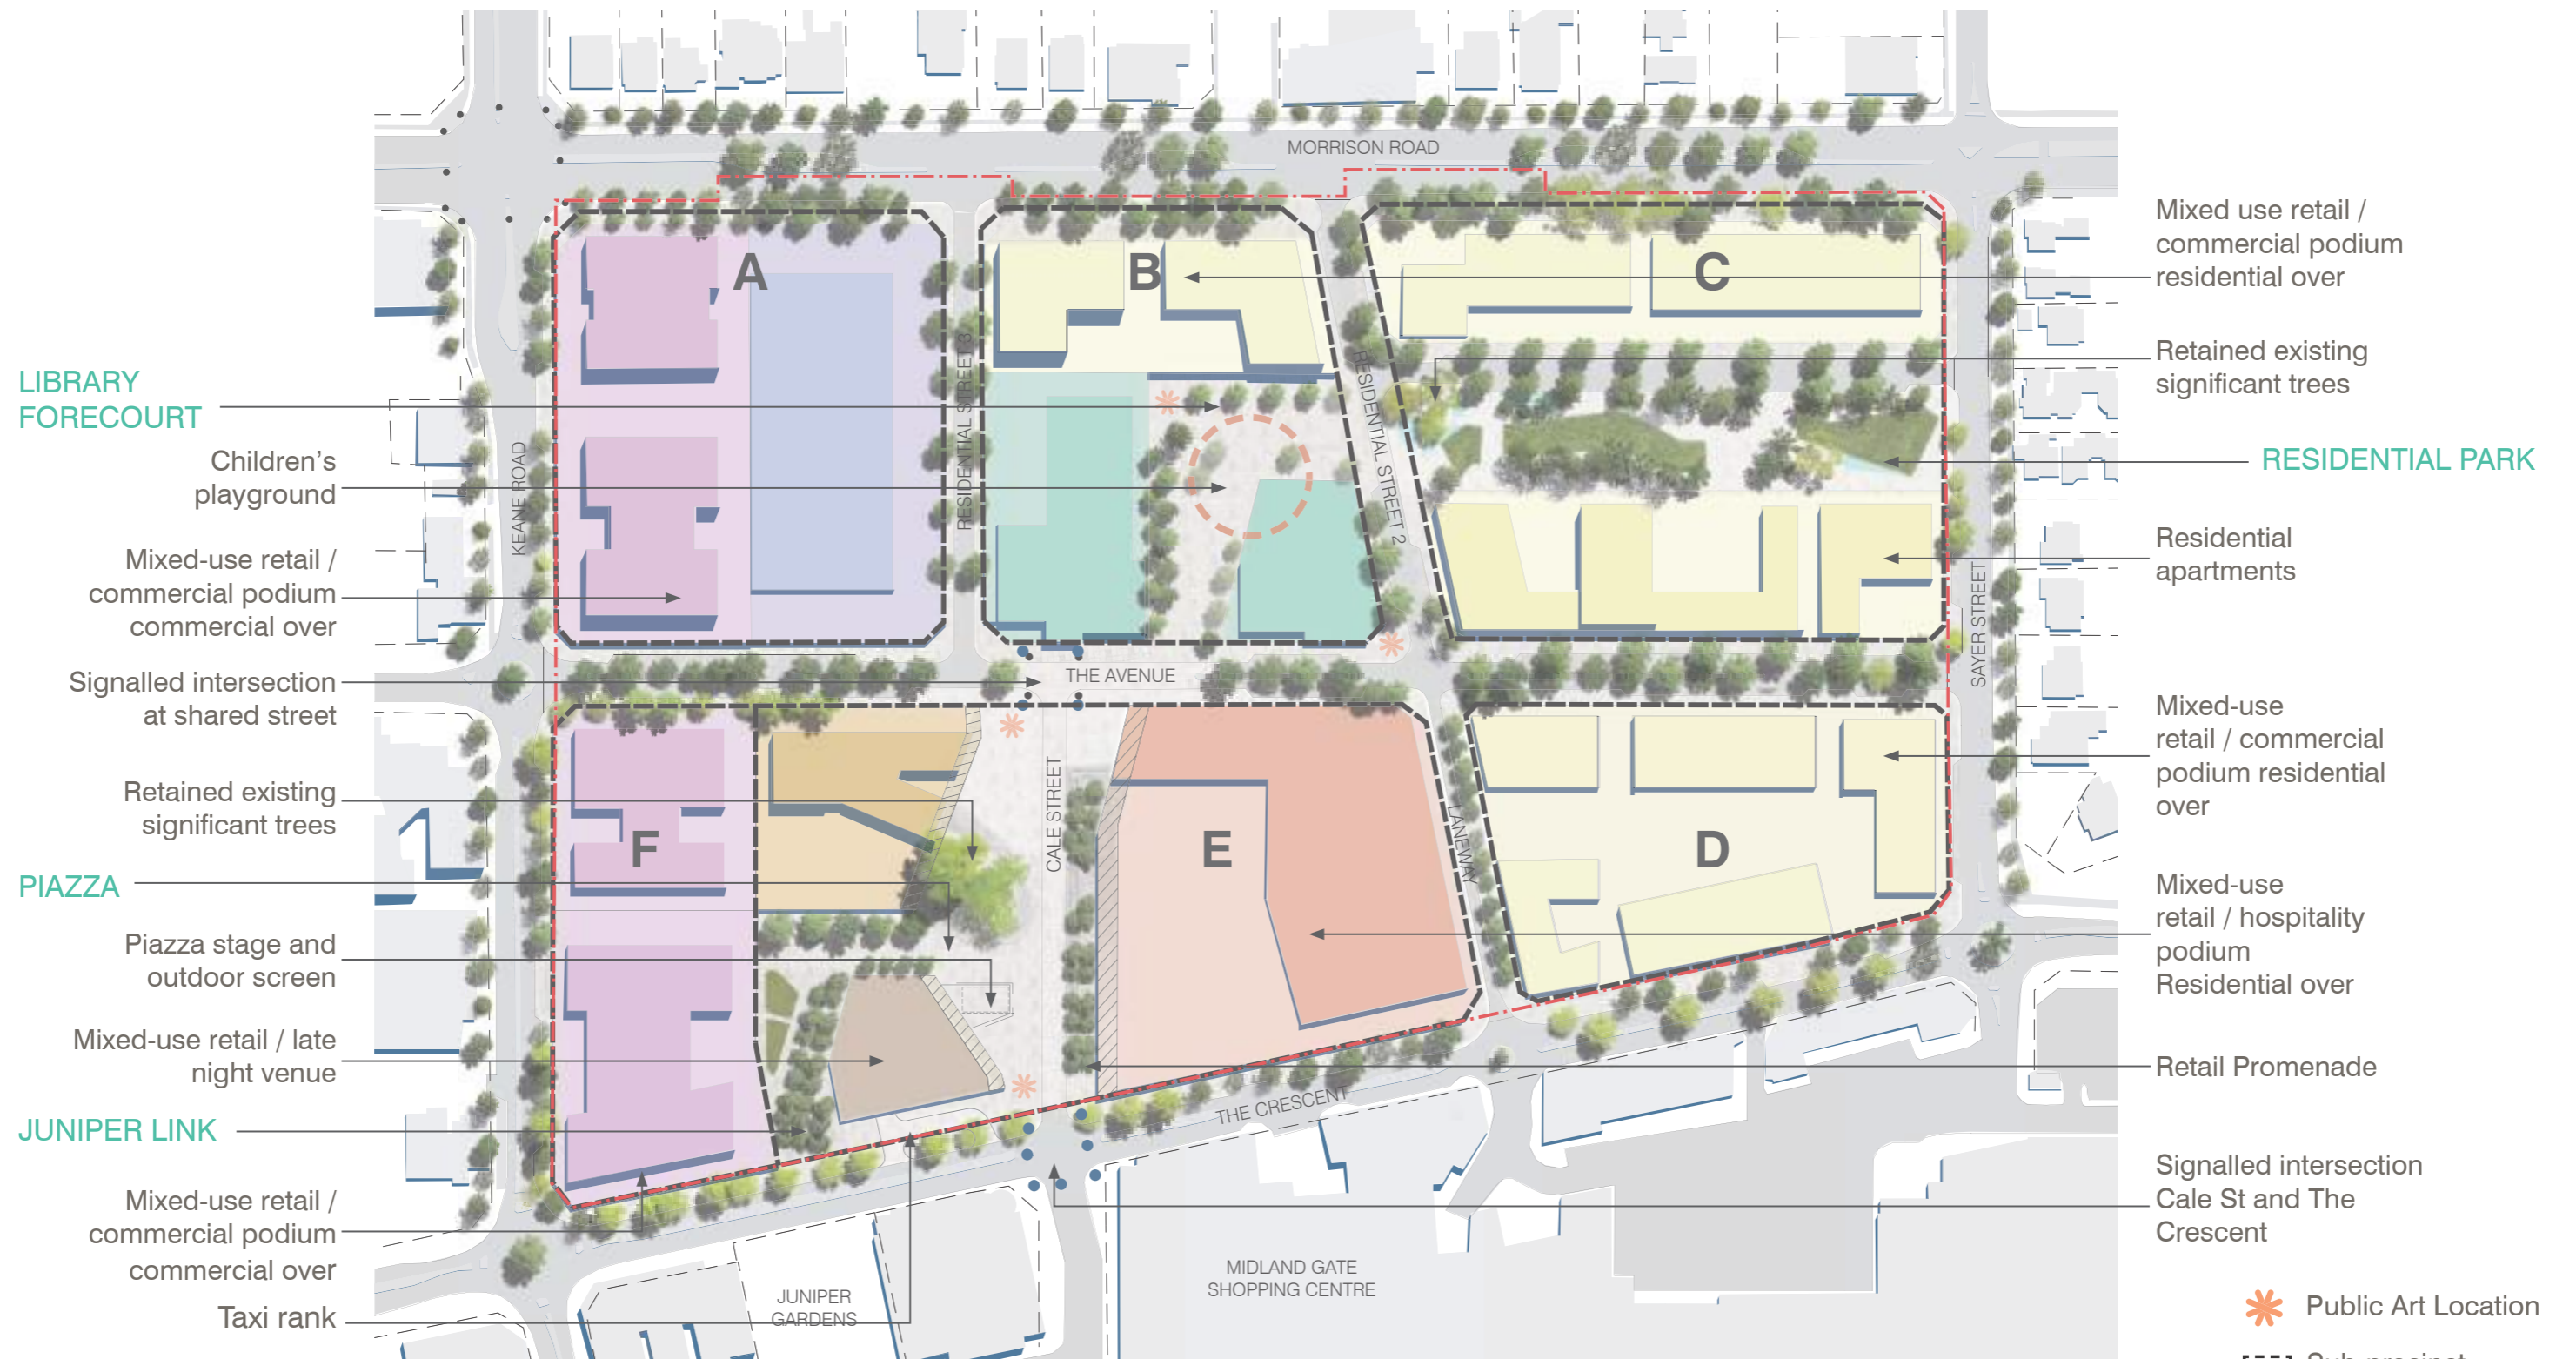 MORRISON ROAD
A
B
C
KEANE ROAD
RESIDENTIAL STREET 3
RESIDENTIAL STREET 2
SAYER STREET
THE AVENUE
CALE STREET
LANEWAY
F
E
D
THE CRESCENT
MIDLAND GATE
SHOPPING CENTRE
JUNIPER
GARDENS
LIBRARY
FORECOURT
Children's
playground
Mixed-use retail /
commercial podium
commercial over
Signalled intersection
at shared street
Retained existing
significant trees
PIAZZA
Piazza stage and
outdoor screen
Mixed-use retail / late
night venue
JUNIPER LINK
Mixed-use retail /
commercial podium
commercial over
Taxi rank
Mixed use retail /
commercial podium
residential over
Retained existing
significant trees
RESIDENTIAL PARK
Residential
apartments
Mixed-use
retail / commercial
podium residential
over
Mixed-use
retail / hospitality
podium
Residential over
Retail Promenade
Signalled intersection
Cale St and The
Crescent
Public Art Location
Sub-precinct